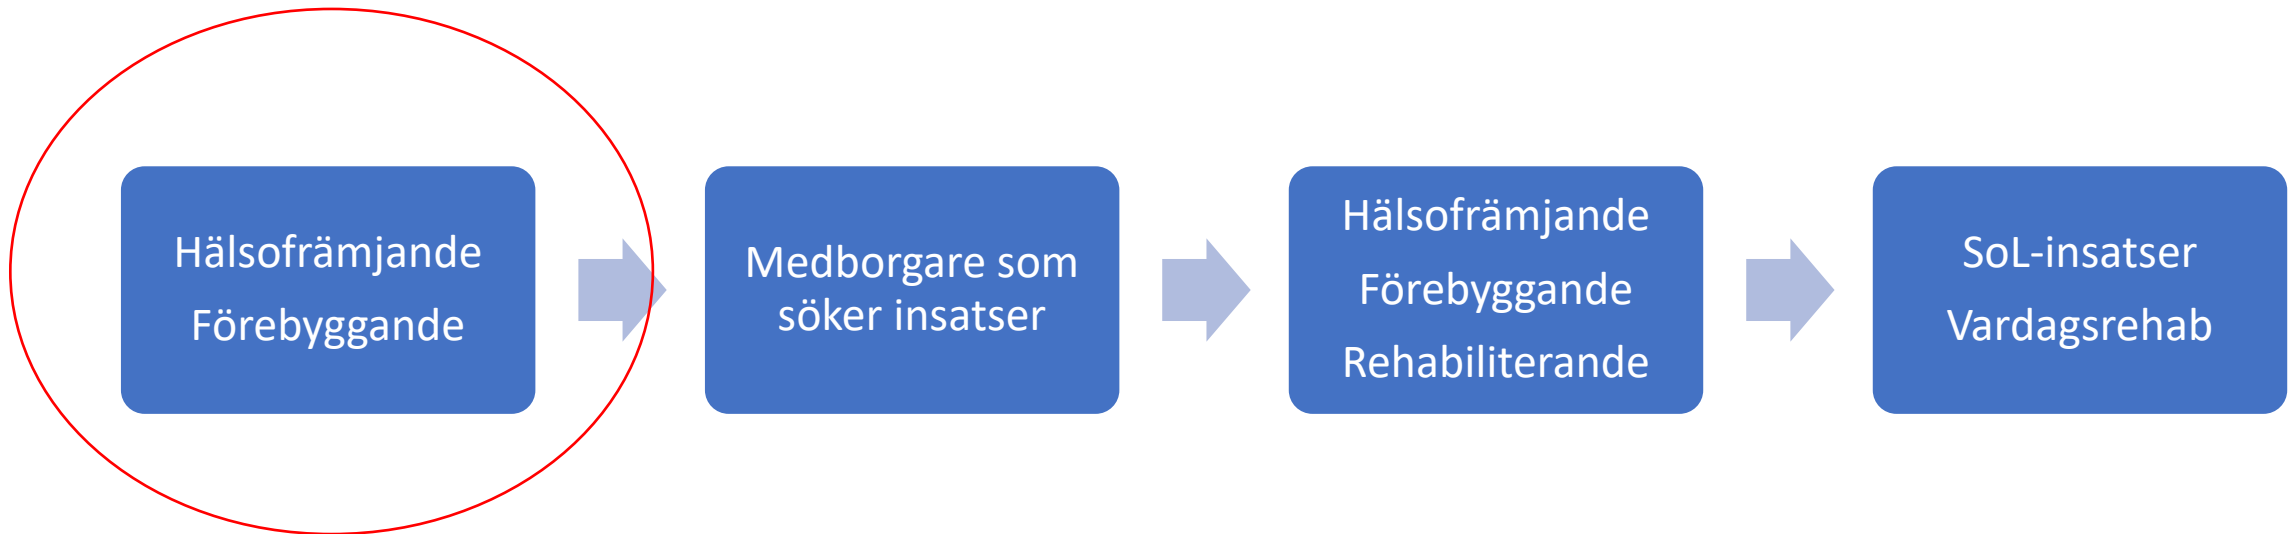 Hälsofrämjande
Förebyggande
Medborgare som
söker insatser
Hälsofrämjande
Förebyggande
Rehabiliterande
SoL-insatser
Vardagsrehab